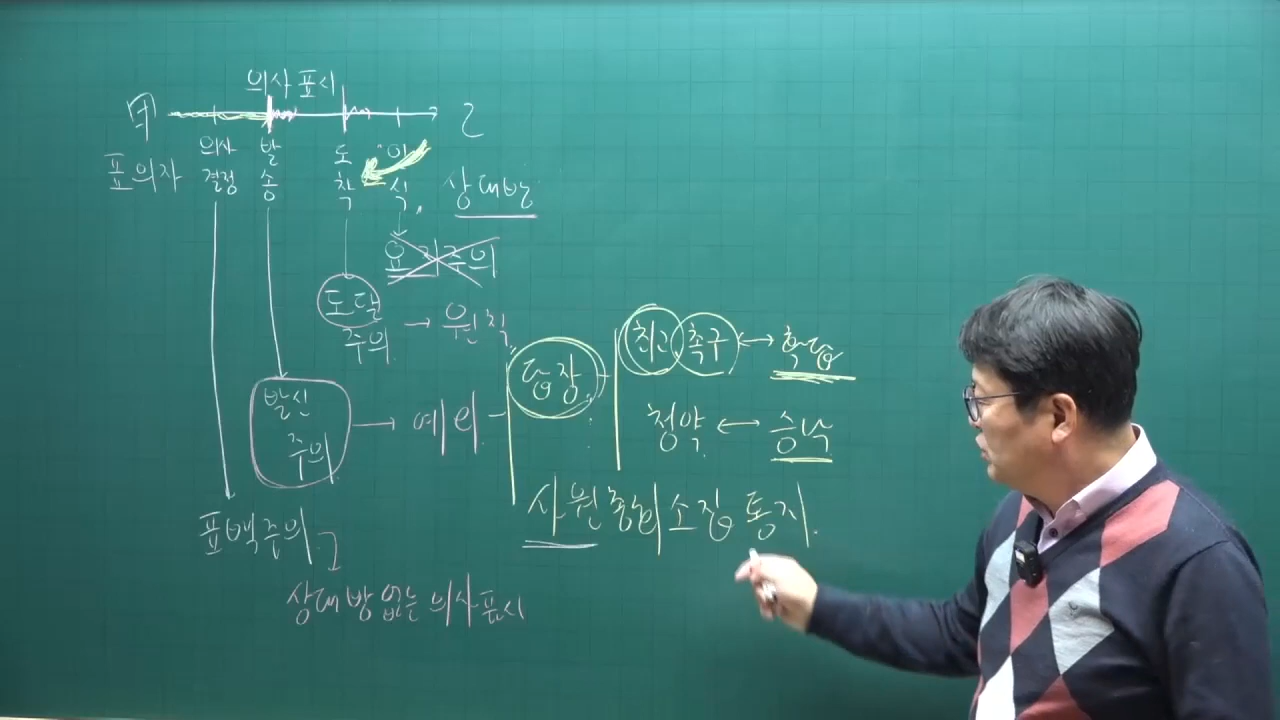 의사표시
甲 乙
표의자 의사결정 발송 도착 인식 상대방
요지주의
도달주의 → 원칙
발신주의 → 예외
답장
최고 촉구 ↔ 확답
청약 ↔ 승낙
사원총회 소집 통지
표백주의
상대방 없는 의사표시